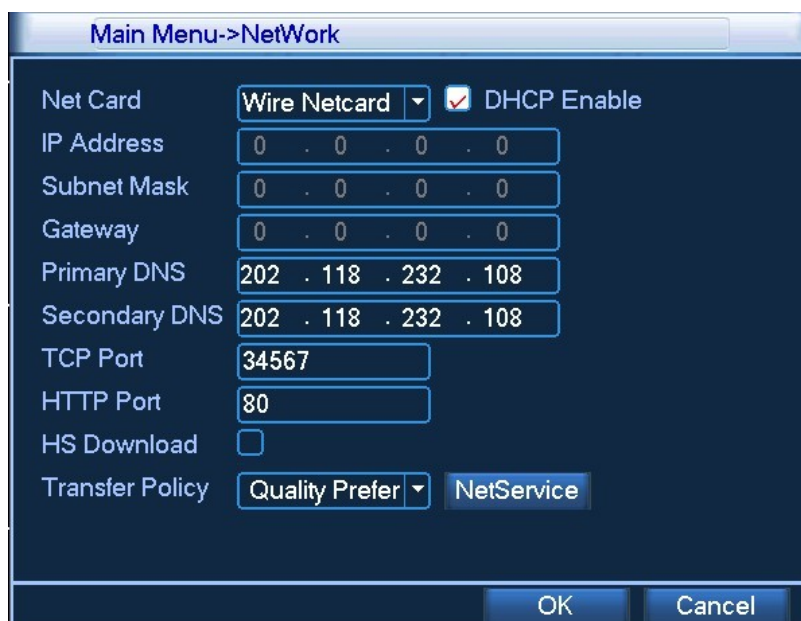 Main Menu->NetWork
Net Card Wire Netcard DHCP Enable
IP Address 0 . 0 . 0 . 0
Subnet Mask 0 . 0 . 0 . 0
Gateway 0 . 0 . 0 . 0
Primary DNS 202 . 118 . 232 . 108
Secondary DNS 202 . 118 . 232 . 108
TCP Port 34567
HTTP Port 80
HS Download
Transfer Policy Quality Prefer NetService
OK Cancel